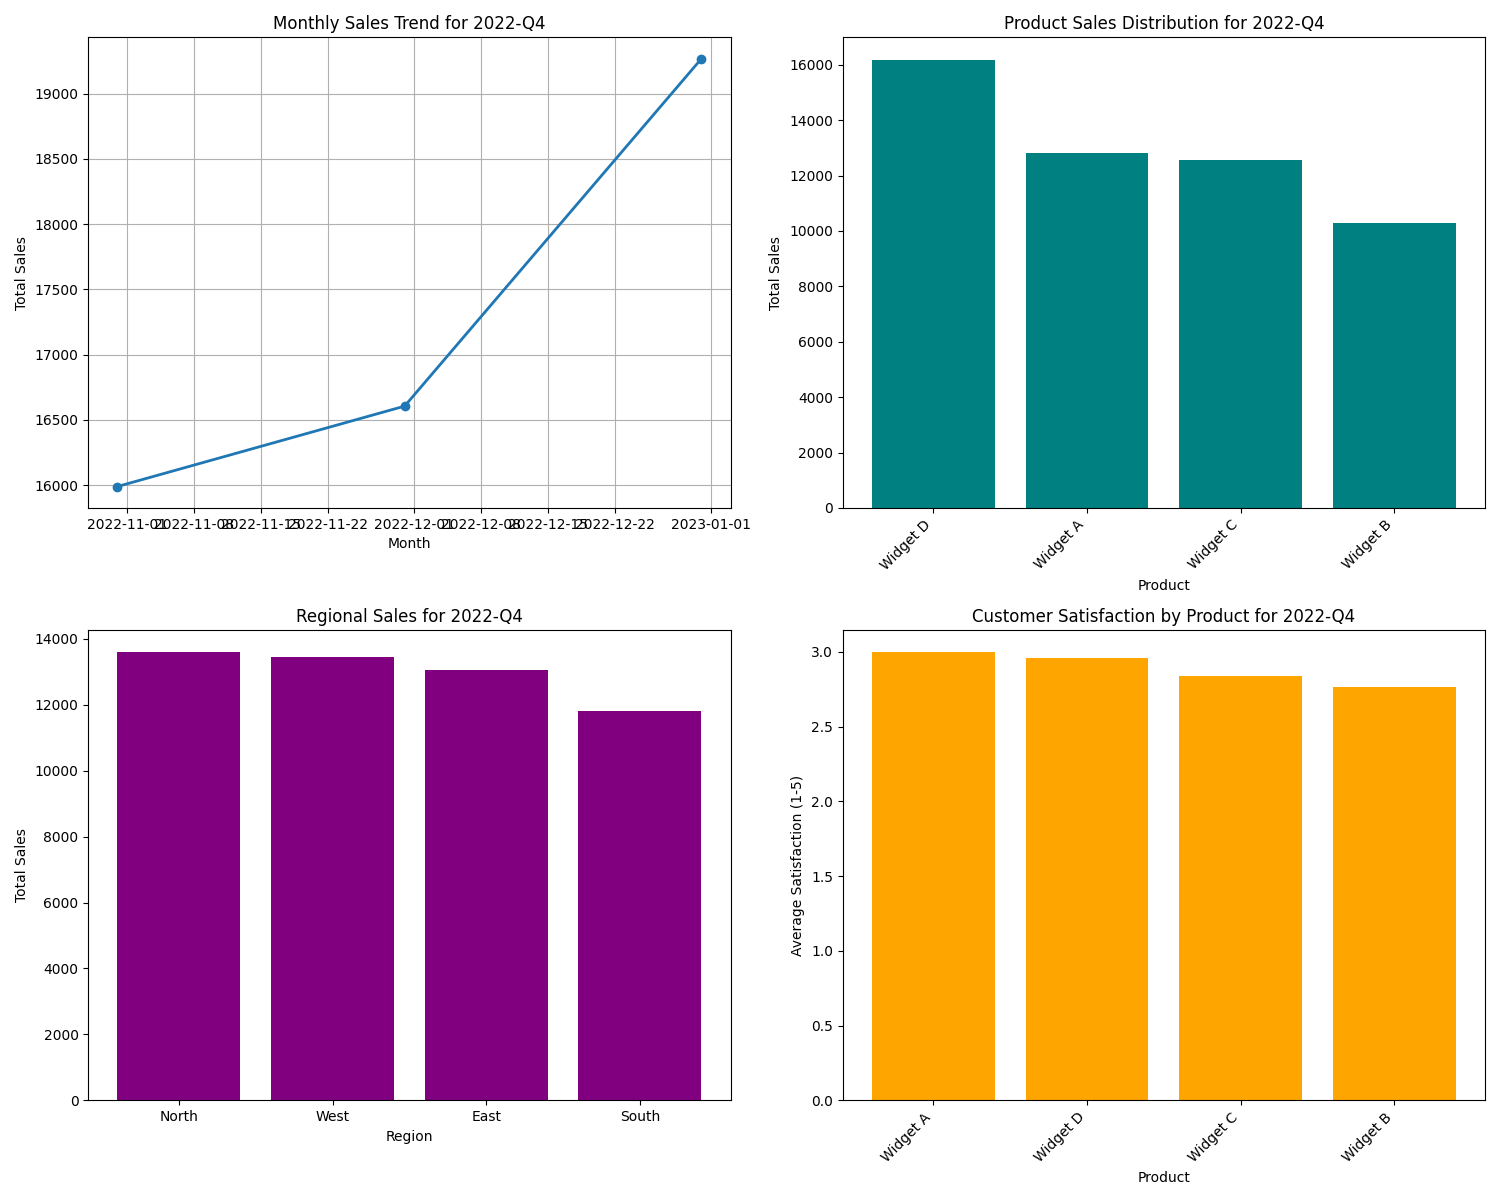 Monthly Sales Trend for 2022-Q4
Total Sales
19000
18500
18000
17500
17000
16500
16000
2022-11-01
2022-11-08
2022-11-15
2022-11-22
2022-12-01
2022-12-08
2022-12-15
2022-12-22
2023-01-01
Month
Product Sales Distribution for 2022-Q4
Total Sales
16000
14000
12000
10000
8000
6000
4000
2000
0
Widget D
Widget A
Widget C
Widget B
Product
Regional Sales for 2022-Q4
Total Sales
14000
12000
10000
8000
6000
4000
2000
0
North
West
East
South
Region
Customer Satisfaction by Product for 2022-Q4
Average Satisfaction (1-5)
3.0
2.5
2.0
1.5
1.0
0.5
0.0
Widget A
Widget D
Widget C
Widget B
Product